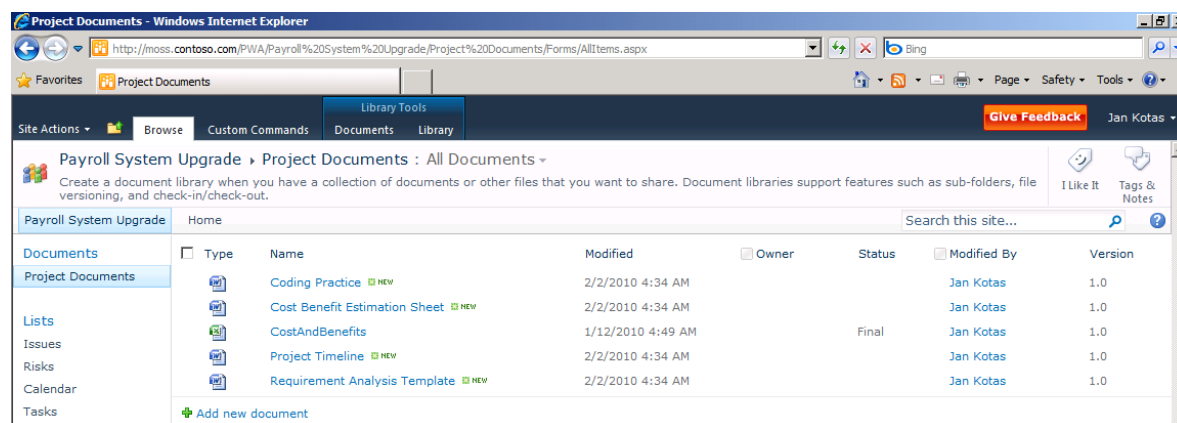 Project Documents - Windows Internet Explorer
http://moss.contoso.com/PWA/Payroll%20System%20Upgrade/Project%20Documents/Forms/AllItems.aspx Bing
Favorites Project Documents Page Safety Tools
Library Tools
Site Actions Browse Custom Commands Documents Library Give Feedback Jan Kotas
Payroll System Upgrade Project Documents : All Documents
Create a document library when you have a collection of documents or other files that you want to share. Document libraries support features such as sub-folders, file
versioning, and check-in/check-out.
I Like It Tags &
Notes
Payroll System Upgrade Home Search this site...
Documents Type Name Modified Owner Status Modified By Version
Project Documents Coding Practice NEW 2/2/2010 4:34 AM Jan Kotas 1.0
Cost Benefit Estimation Sheet NEW 2/2/2010 4:34 AM Jan Kotas 1.0
Lists CostAndBenefits 1/12/2010 4:49 AM Final Jan Kotas 1.0
Issues
Project Timeline NEW 2/2/2010 4:34 AM Jan Kotas 1.0
Risks
Requirement Analysis Template NEW 2/2/2010 4:34 AM Jan Kotas 1.0
Calendar
Tasks Add new document